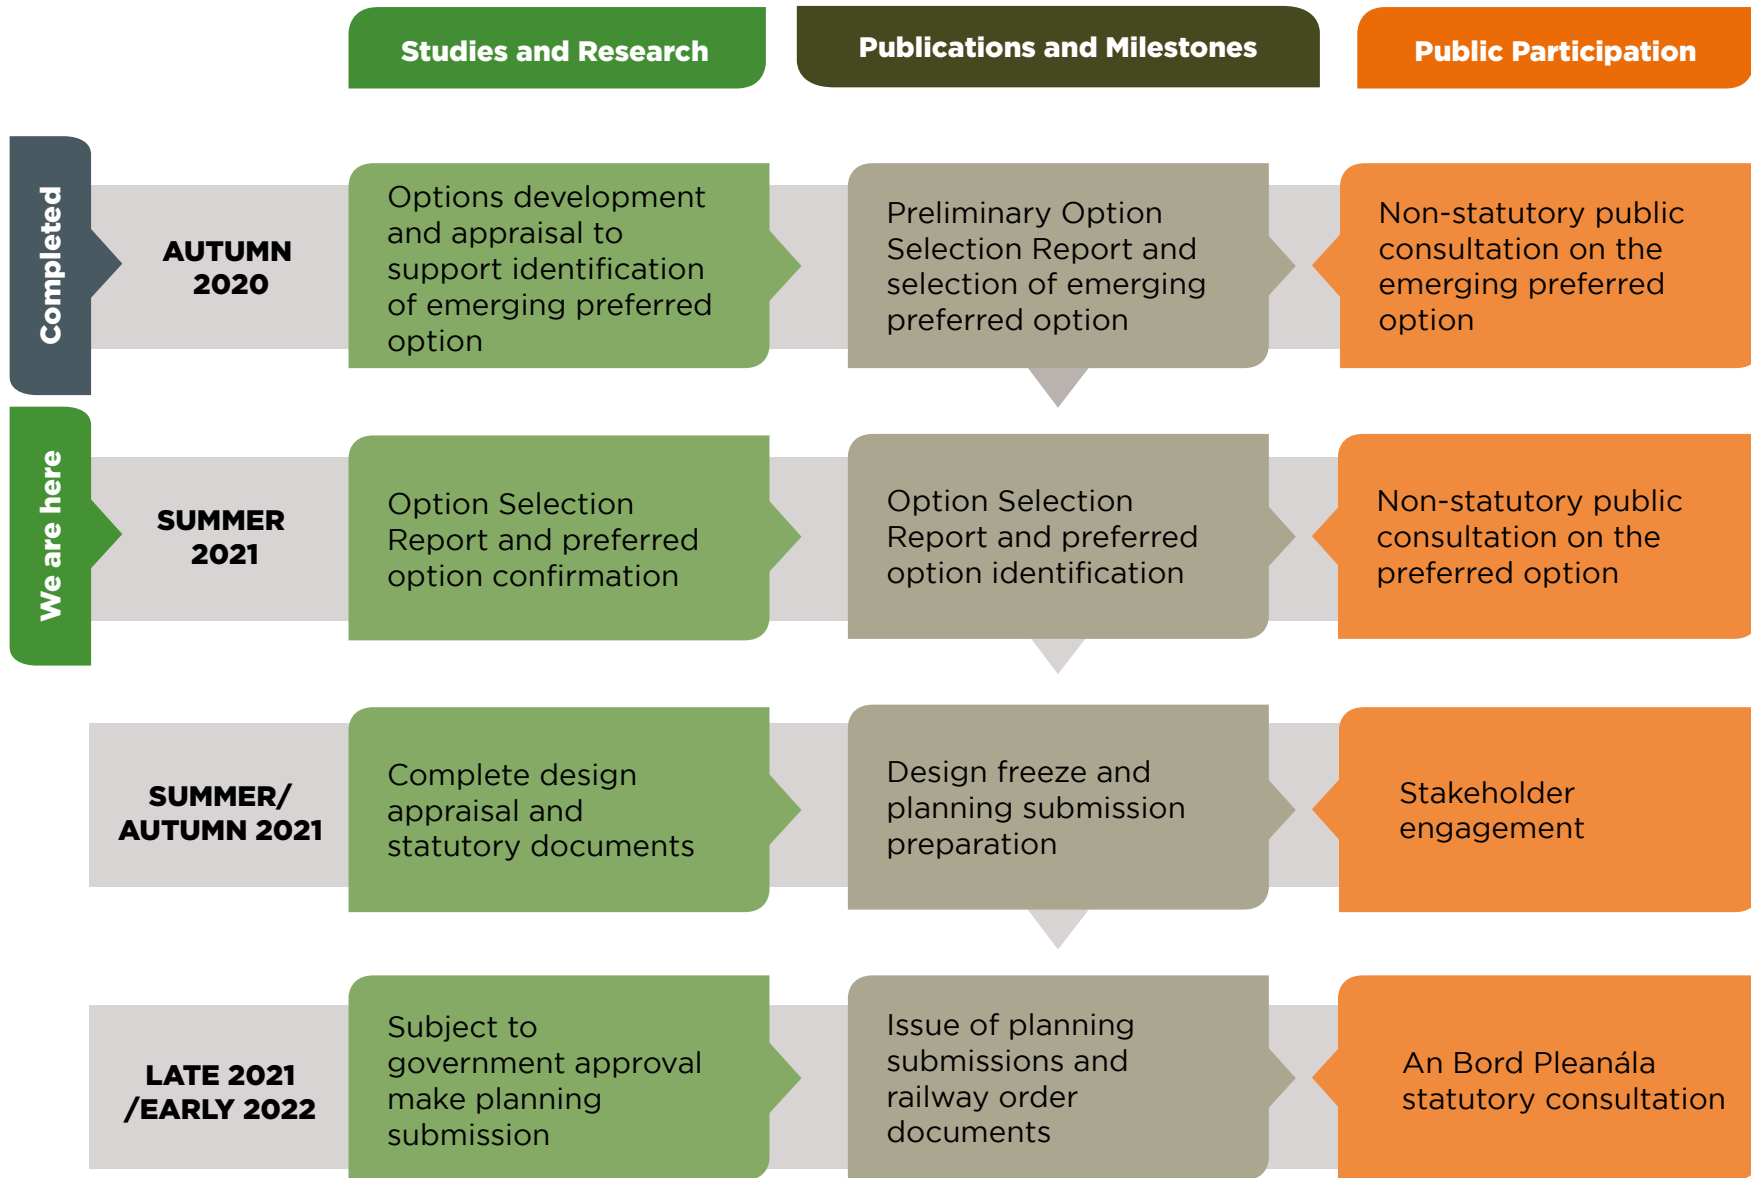 Studies and Research
Publications and Milestones
Public Participation
Completed
AUTUMN
2020
Options development
and appraisal to
support identification
of emerging preferred
option
Preliminary Option
Selection Report and
selection of emerging
preferred option
Non-statutory public
consultation on the
emerging preferred
option
We are here
SUMMER
2021
Option Selection
Report and preferred
option confirmation
Option Selection
Report and preferred
option identification
Non-statutory public
consultation on the
preferred option
SUMMER/
AUTUMN 2021
Complete design
appraisal and
statutory documents
Design freeze and
planning submission
preparation
Stakeholder
engagement
LATE 2021
/EARLY 2022
Subject to
government approval
make planning
submission
Issue of planning
submissions and
railway order
documents
An Bord Pleanála
statutory consultation